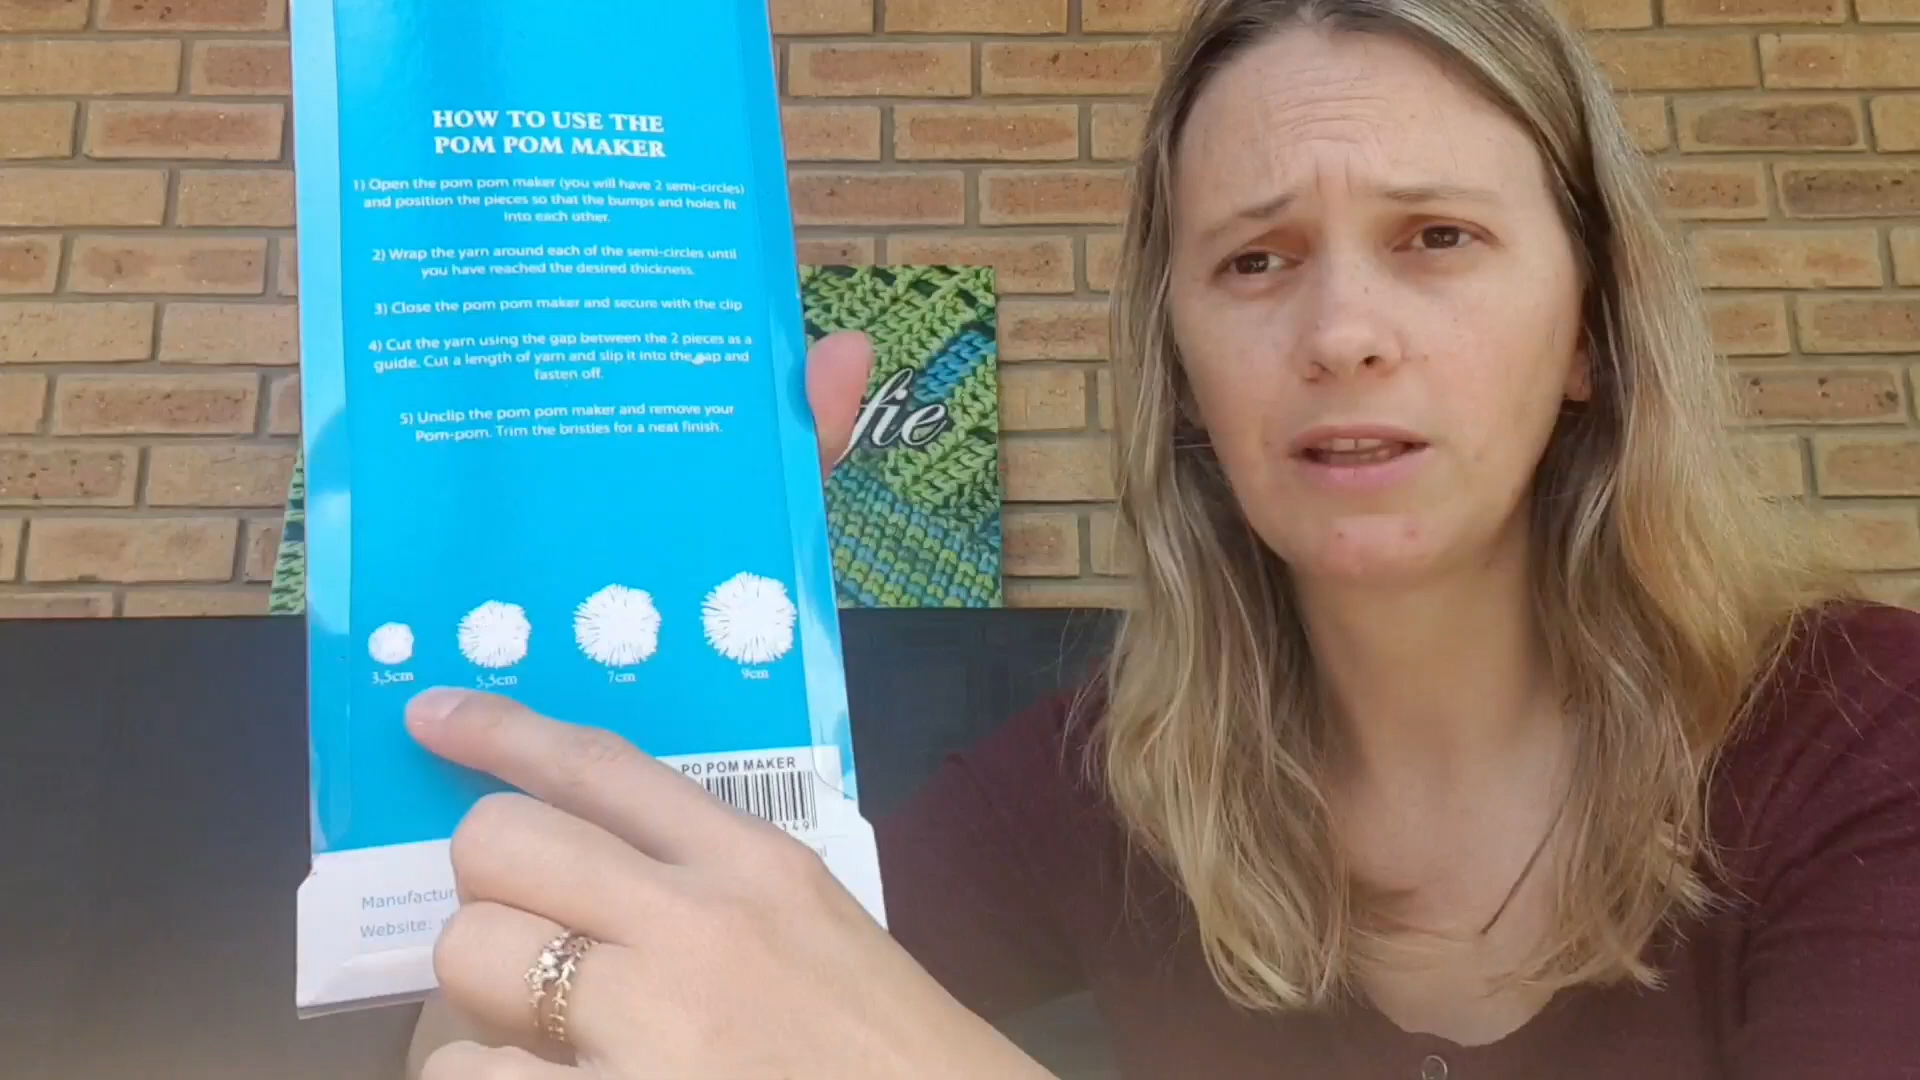 HOW TO USE THE
POM POM MAKER
1) Open the pom pom maker (you will have 2 semi-circles)
and position the pieces so that the bumps and holes fit
into each other.
2) Wrap the yarn around each of the semi-circles until
you have reached the desired thickness.
3) Close the pom pom maker and secure with the clip
4) Cut the yarn using the gap between the 2 pieces as a
guide. Cut a length of yarn and slip it into the gap and
fasten off.
5) Unclip the pom pom maker and remove your
Pom-pom. Trim the bristles for a neat finish.
3,5cm 5,5cm 7cm 9cm
PO POM MAKER
149
Manufactur
Website:
fie